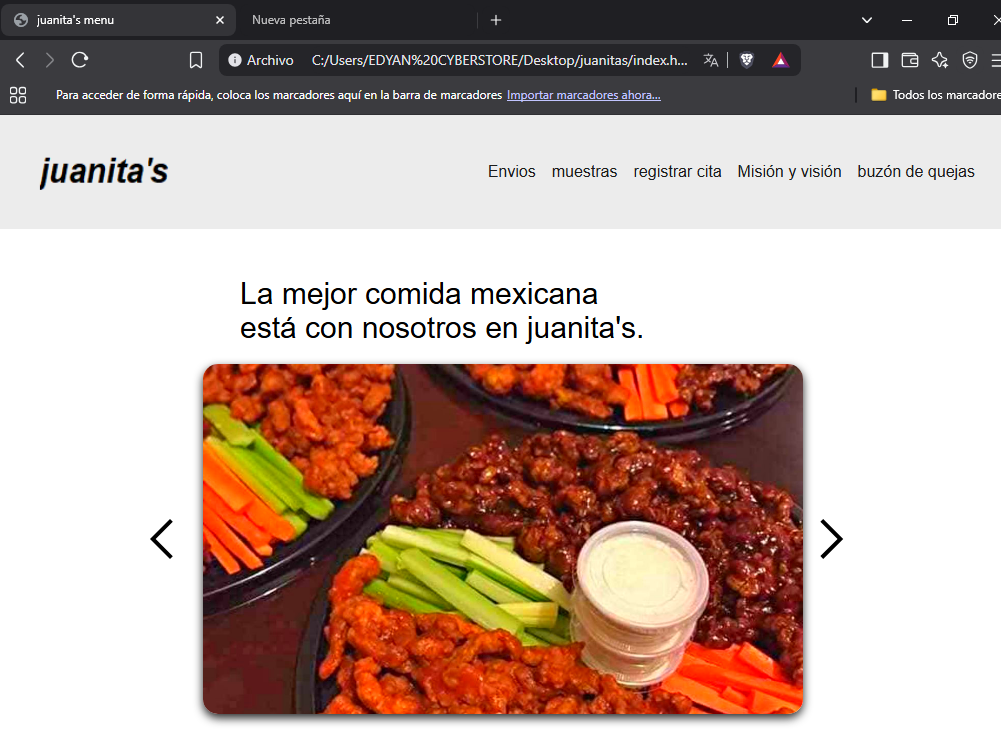 juanita's menu
Nueva pestaña
Archivo C:/Users/EDYAN%20CYBERSTORE/Desktop/juanitas/index.h...
Para acceder de forma rápida, coloca los marcadores aquí en la barra de marcadores Importar marcadores ahora...
Todos los marcadore
juanita's
Envios muestras registrar cita Misión y visión buzón de quejas
La mejor comida mexicana
está con nosotros en juanita's.